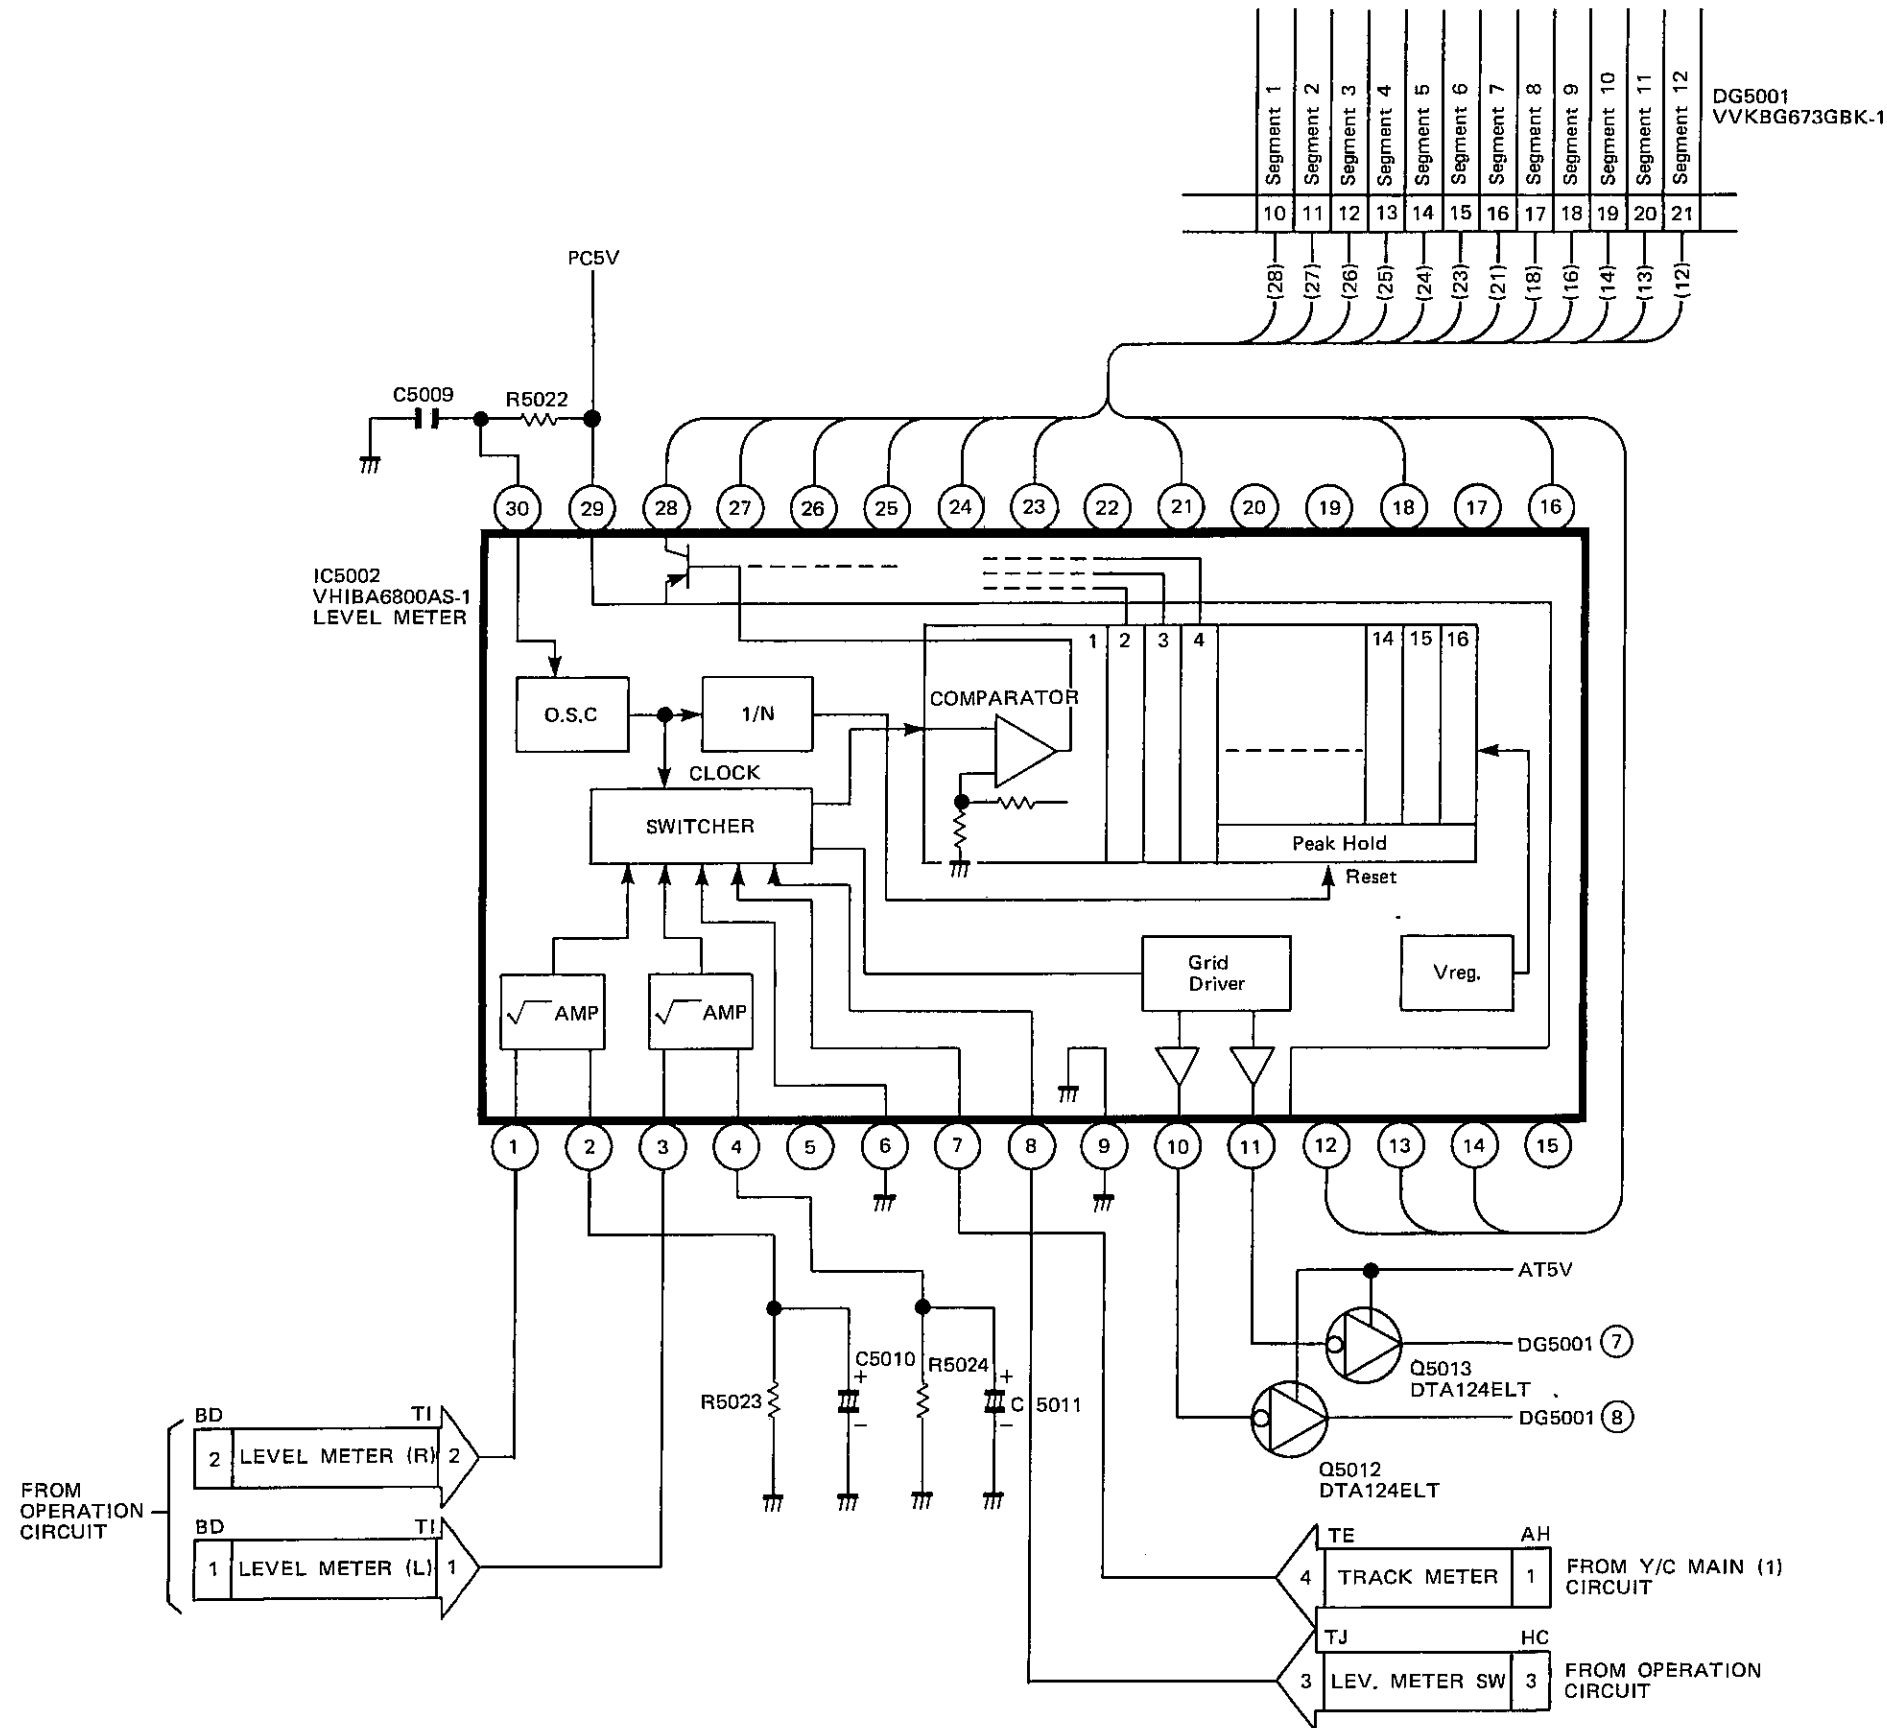 Segment 1
Segment 2
Segment 3
Segment 4
Segment 5
Segment 6
Segment 7
Segment 8
Segment 9
Segment 10
Segment 11
Segment 12
DG5001
VVKBG673GBK-1
10 11 12 13 14 15 16 17 18 19 20 21
(28) (27) (26) (25) (24) (23) (21) (18) (16) (14) (13) (12)
PC5V
C5009
R5022
30 29 28 27 26 25 24 23 22 21 20 19 18 17 16
IC5002
VHIBA6800AS-1
LEVEL METER
1 2 3 4 14 15 16
COMPARATOR
O.S.C
1/N
CLOCK
SWITCHER
Peak Hold
Reset
Grid
Driver
Vreg.
√ AMP
√ AMP
1 2 3 4 5 6 7 8 9 10 11 12 13 14 15
AT5V
DG5001 7
Q5013
DTA124ELT
DG5001 8
Q5012
DTA124ELT
C5010
+
−
R5024
+
−
R5023
C 5011
FROM
OPERATION
CIRCUIT
BD TI
2 LEVEL METER (R) 2
BD TI
1 LEVEL METER (L) 1
TE AH
4 TRACK METER 1
FROM Y/C MAIN (1)
CIRCUIT
TJ HC
3 LEV. METER SW 3
FROM OPERATION
CIRCUIT